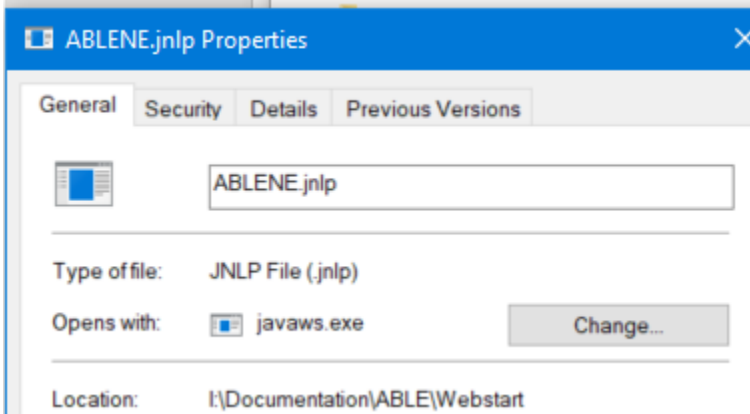 ABLENE.jnlp Properties
General Security Details Previous Versions
ABLENE.jnlp
Type of file: JNLP File (.jnlp)
Opens with: javaws.exe Change...
Location: I:\Documentation\ABLE\Webstart